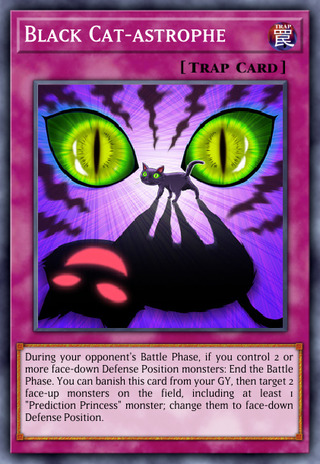 Black Cat-astrophe
TRAP
罠
[ Trap Card ]
During your opponent's Battle Phase, if you control 2 or
more face-down Defense Position monsters: End the Battle
Phase. You can banish this card from your GY, then target 2
face-up monsters on the field, including at least 1
"Prediction Princess" monster; change them to face-down
Defense Position.